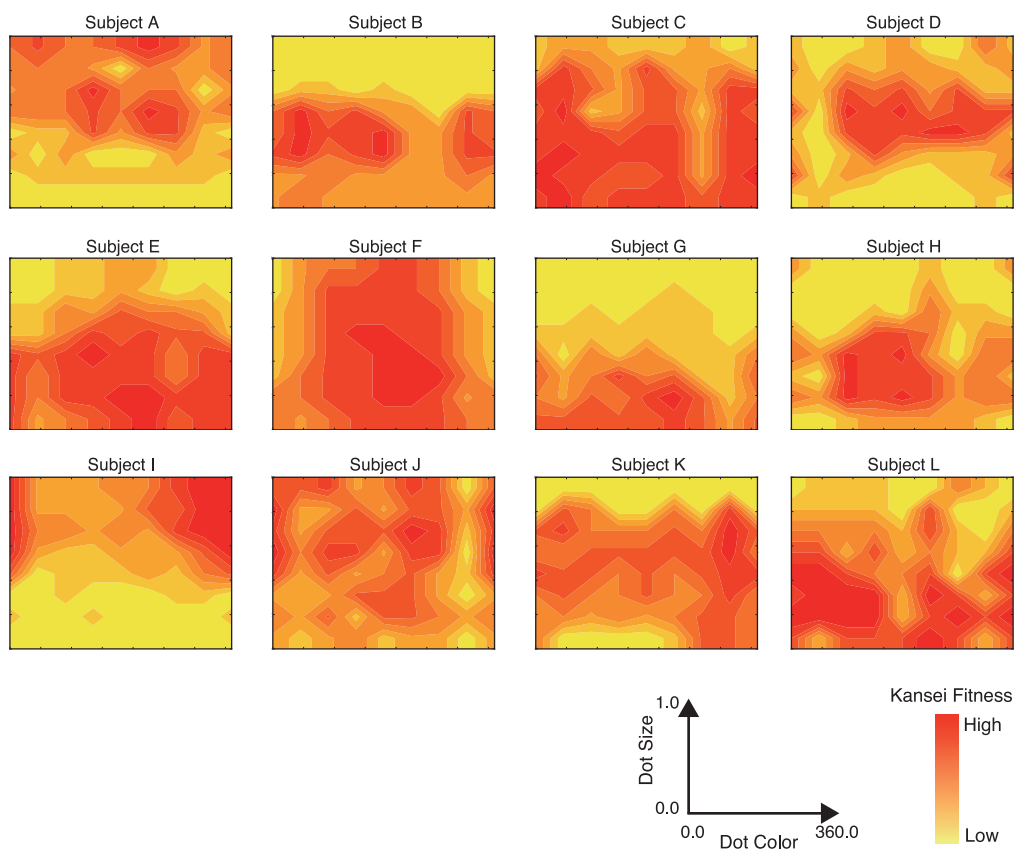 Subject A
Subject B
Subject C
Subject D
Subject E
Subject F
Subject G
Subject H
Subject I
Subject J
Subject K
Subject L
Kansei Fitness
High
Low
1.0
Dot Size
0.0
0.0
360.0
Dot Color